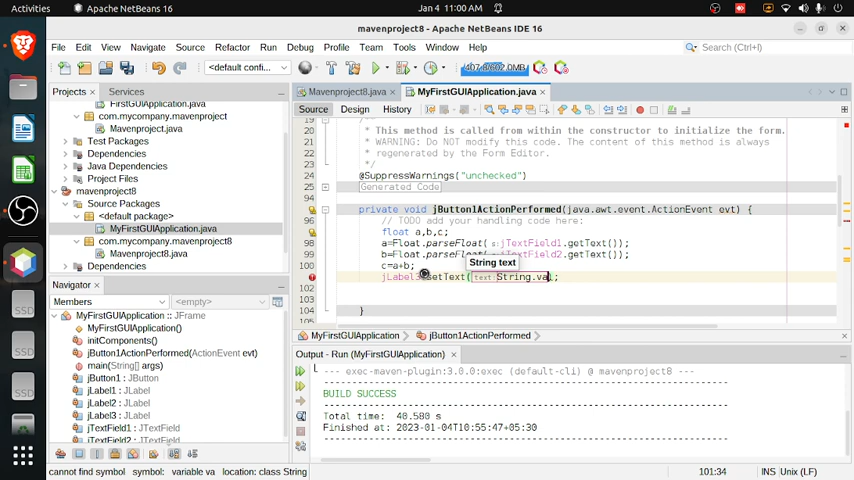 Activities
Apache NetBeans 16
Jan 4 11:00 AM
mavenproject8 - Apache NetBeans IDE 16
File Edit View Navigate Source Refactor Run Debug Profile Team Tools Window Help
Search (Ctrl+I)
<default confi...
407.8/602.0MB
Projects Services
Mavenproject8.java MyFirstGUIApplication.java
Source Design History
FirstGUIApplication.java
com.mycompany.mavenproject
Mavenproject.java
Test Packages
Dependencies
Java Dependencies
Project Files
mavenproject8
Source Packages
<default package>
MyFirstGUIApplication.java
com.mycompany.mavenproject8
Mavenproject8.java
Dependencies
19 /**
20 * This method is called from within the constructor to initialize the form.
21 * WARNING: Do NOT modify this code. The content of this method is always
22 * regenerated by the Form Editor.
23 */
24 @SuppressWarnings("unchecked")
25 Generated Code
94
private void jButton1ActionPerformed(java.awt.event.ActionEvent evt) {
96 // TODO add your handling code here:
float a,b,c;
98 a=Float.parseFloat(s:jTextField1.getText());
99 b=Float.parseFloat(s:jTextField2.getText());
100 c=a+b;
jLabel3.setText(text:String.val;
String text
102
103
104 }
MyFirstGUIApplication jButton1ActionPerformed
Navigator
Members <empty>
MyFirstGUIApplication :: JFrame
MyFirstGUIApplication()
initComponents()
jButton1ActionPerformed(ActionEvent evt)
main(String[] args)
jButton1 : JButton
jLabel1 : JLabel
jLabel2 : JLabel
jLabel3 : JLabel
jTextField1 : JTextField
jTextField2 : JTextField
Output - Run (MyFirstGUIApplication)
--- exec-maven-plugin:3.0.0:exec (default-cli) @ mavenproject8 ---
BUILD SUCCESS
Total time: 40.580 s
Finished at: 2023-01-04T10:55:47+05:30
SSD
SSD
SSD
cannot find symbol symbol: variable va location: class String
101:34
INS Unix (LF)